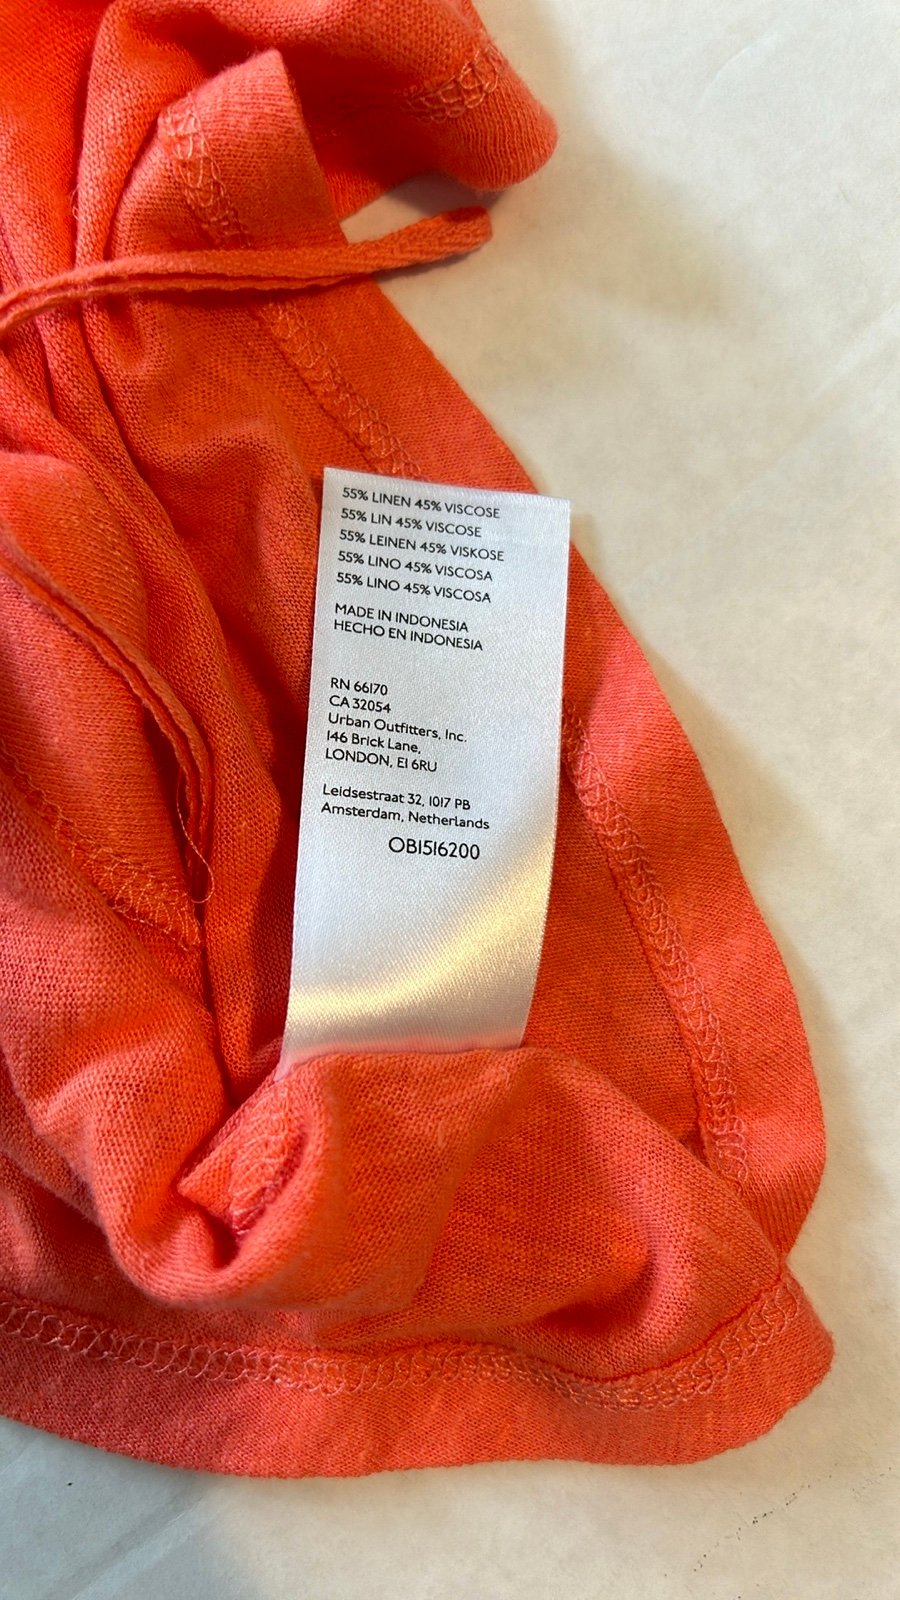 55% LINEN 45% VISCOSE
55% LIN 45% VISCOSE
55% LEINEN 45% VISKOSE
55% LINO 45% VISCOSA
55% LINO 45% VISCOSA
MADE IN INDONESIA
HECHO EN INDONESIA
RN 66170
CA 32054
Urban Outfitters, Inc.
146 Brick Lane,
LONDON, E1 6RU
Leidsestraat 32, 1017 PB
Amsterdam, Netherlands
OB1516200